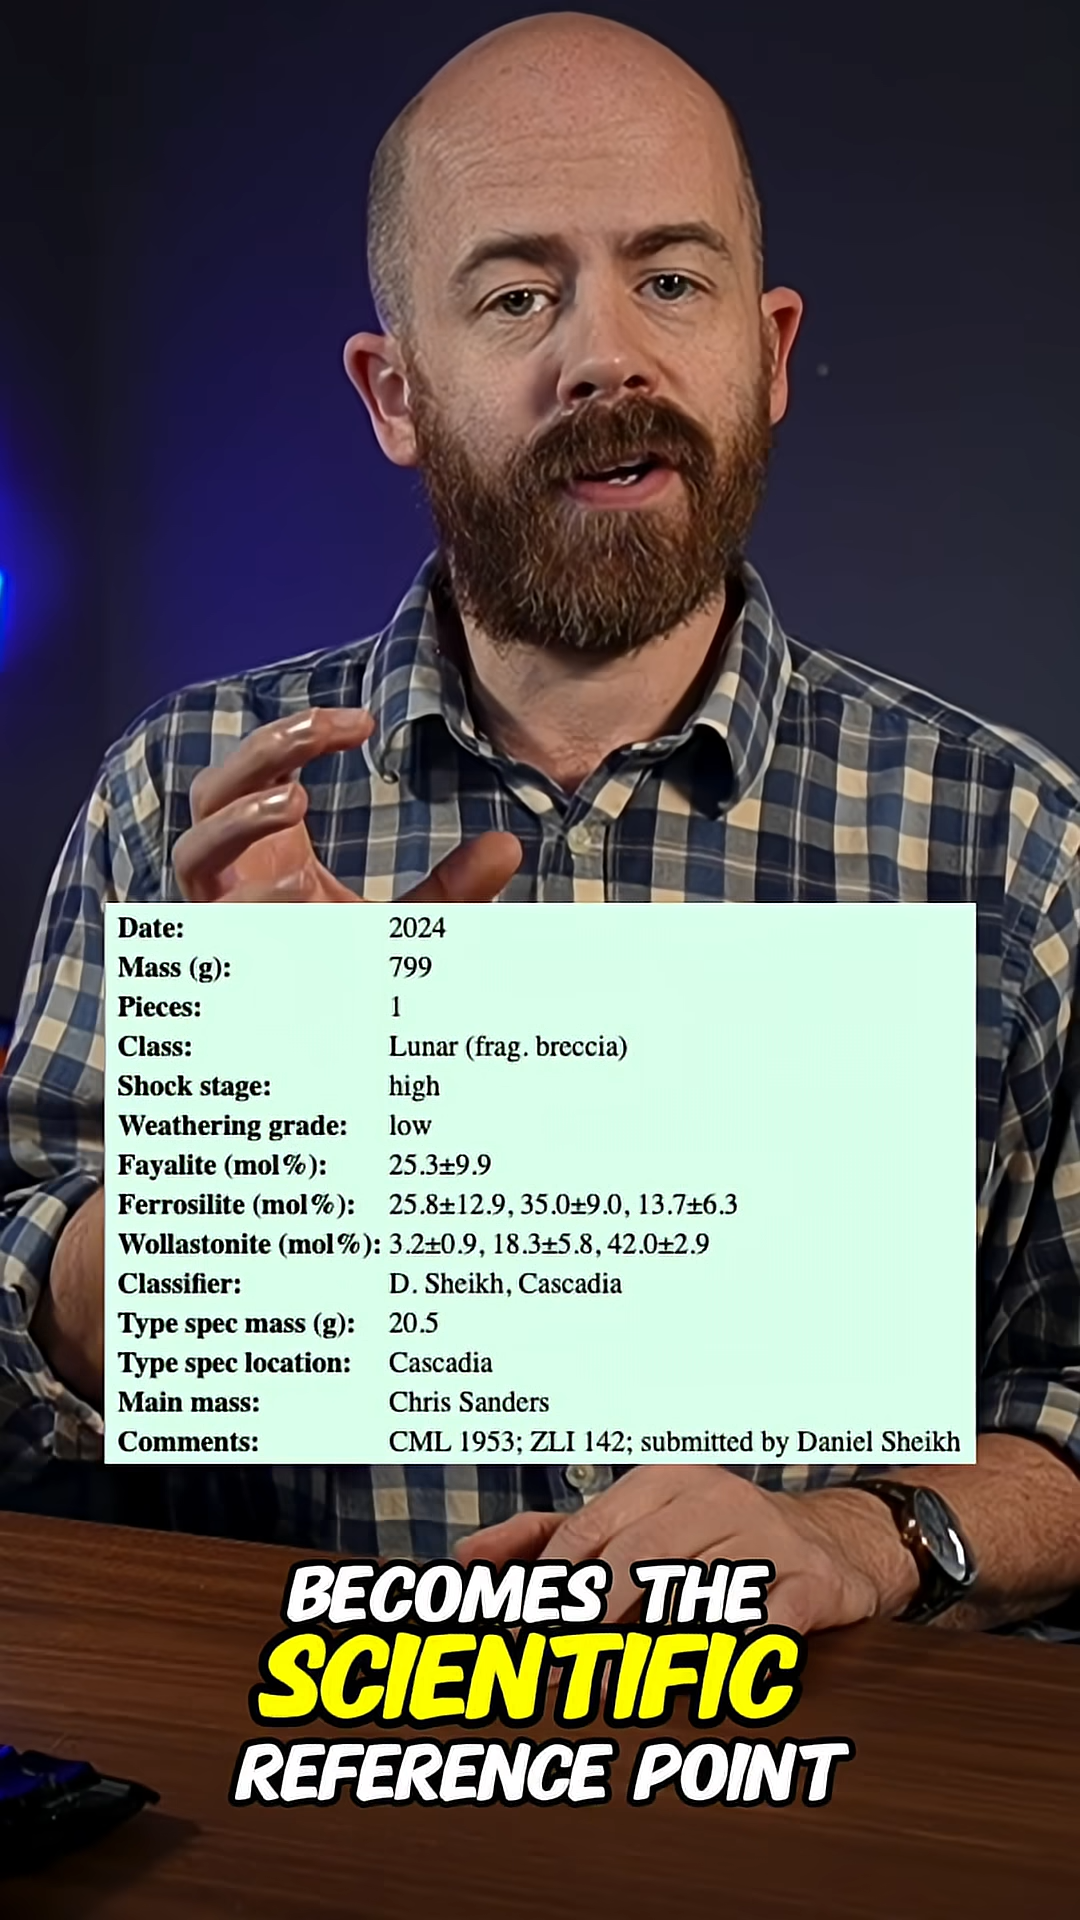 Date: 2024
Mass (g): 799
Pieces: 1
Class: Lunar (frag. breccia)
Shock stage: high
Weathering grade: low
Fayalite (mol%): 25.3±9.9
Ferrosilite (mol%): 25.8±12.9, 35.0±9.0, 13.7±6.3
Wollastonite (mol%): 3.2±0.9, 18.3±5.8, 42.0±2.9
Classifier: D. Sheikh, Cascadia
Type spec mass (g): 20.5
Type spec location: Cascadia
Main mass: Chris Sanders
Comments: CML 1953; ZLI 142; submitted by Daniel Sheikh
BECOMES THE
SCIENTIFIC
REFERENCE POINT